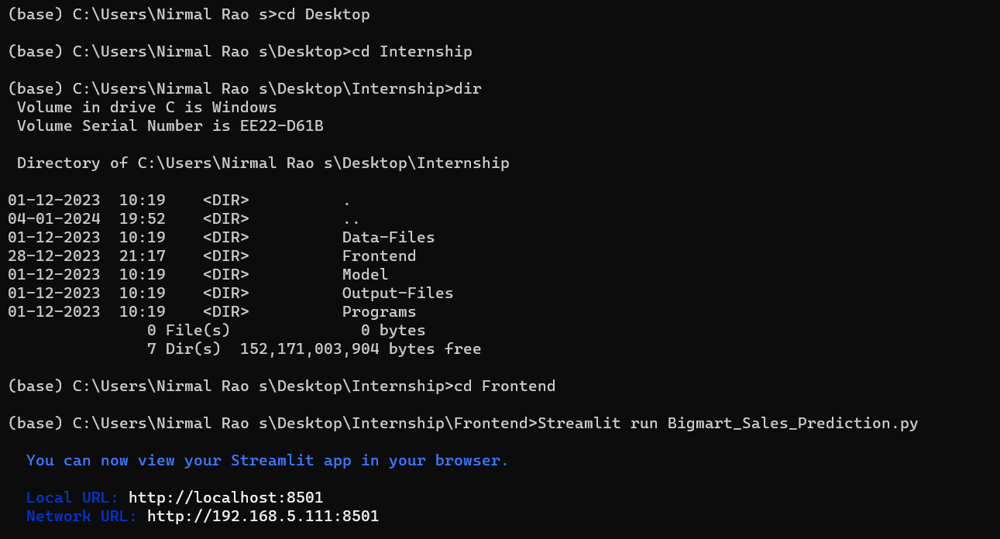 (base) C:\Users\Nirmal Rao s>cd Desktop
(base) C:\Users\Nirmal Rao s\Desktop>cd Internship
(base) C:\Users\Nirmal Rao s\Desktop\Internship>dir
 Volume in drive C is Windows
 Volume Serial Number is EE22-D61B
 Directory of C:\Users\Nirmal Rao s\Desktop\Internship
01-12-2023  10:19    <DIR>          .
04-01-2024  19:52    <DIR>          ..
01-12-2023  10:19    <DIR>          Data-Files
28-12-2023  21:17    <DIR>          Frontend
01-12-2023  10:19    <DIR>          Model
01-12-2023  10:19    <DIR>          Output-Files
01-12-2023  10:19    <DIR>          Programs
               0 File(s)              0 bytes
               7 Dir(s)  152,171,003,904 bytes free
(base) C:\Users\Nirmal Rao s\Desktop\Internship>cd Frontend
(base) C:\Users\Nirmal Rao s\Desktop\Internship\Frontend>Streamlit run Bigmart_Sales_Prediction.py
  You can now view your Streamlit app in your browser.
  Local URL: http://localhost:8501
  Network URL: http://192.168.5.111:8501